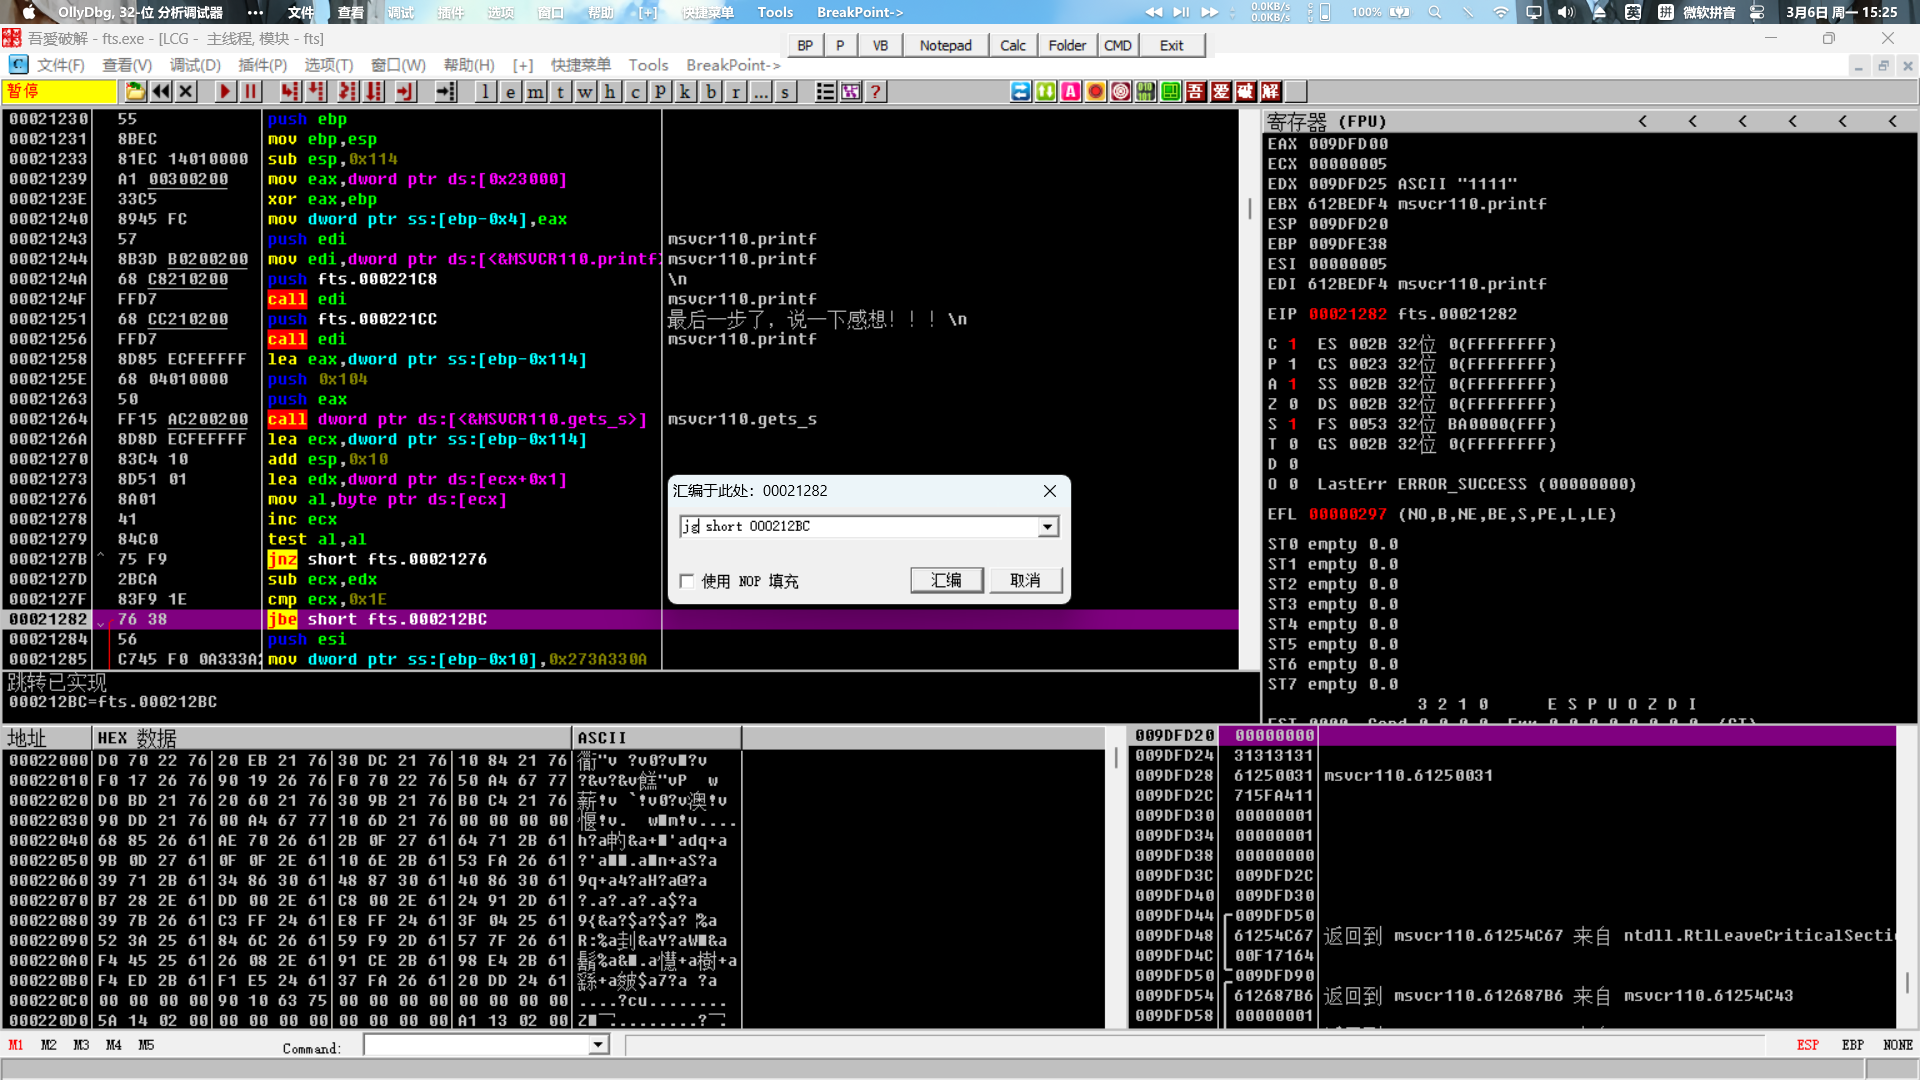 OllyDbg, 32-位 分析调试器 ••• 文件 查看 调试 插件 选项 窗口 帮助 [+] 快捷菜单 Tools BreakPoint-> 0.0KB/s 0.0KB/s 100% 英 拼 微软拼音 3月6日 周一 15:25
吾爱破解 - fts.exe - [LCG - 主线程, 模块 - fts]
BP P VB Notepad Calc Folder CMD Exit
C 文件(F) 查看(V) 调试(D) 插件(P) 选项(T) 窗口(W) 帮助(H) [+] 快捷菜单 Tools BreakPoint->
暂停 l e m t w h c P k b r ... s ? A 吾 爱 破 解
00021230 55 push ebp
00021231 8BEC mov ebp,esp
00021233 81EC 14010000 sub esp,0x114
00021239 A1 00300200 mov eax,dword ptr ds:[0x23000]
0002123E 33C5 xor eax,ebp
00021240 8945 FC mov dword ptr ss:[ebp-0x4],eax
00021243 57 push edi msvcr110.printf
00021244 8B3D B0200200 mov edi,dword ptr ds:[<&MSVCR110.printf> msvcr110.printf
0002124A 68 C8210200 push fts.000221C8 \n
0002124F FFD7 call edi msvcr110.printf
00021251 68 CC210200 push fts.000221CC 最后一步了，说一下感想！！！\n
00021256 FFD7 call edi msvcr110.printf
00021258 8D85 ECFEFFFF lea eax,dword ptr ss:[ebp-0x114]
0002125E 68 04010000 push 0x104
00021263 50 push eax
00021264 FF15 AC200200 call dword ptr ds:[<&MSVCR110.gets_s>] msvcr110.gets_s
0002126A 8D8D ECFEFFFF lea ecx,dword ptr ss:[ebp-0x114]
00021270 83C4 10 add esp,0x10
00021273 8D51 01 lea edx,dword ptr ds:[ecx+0x1]
00021276 8A01 mov al,byte ptr ds:[ecx]
00021278 41 inc ecx
00021279 84C0 test al,al
0002127B ^ 75 F9 jnz short fts.00021276
0002127D 2BCA sub ecx,edx
0002127F 83F9 1E cmp ecx,0x1E
00021282 76 38 jbe short fts.000212BC
00021284 56 push esi
00021285 C745 F0 0A333A2 mov dword ptr ss:[ebp-0x10],0x273A330A
汇编于此处: 00021282
jg short 000212BC
使用 NOP 填充 汇编 取消
跳转已实现
000212BC=fts.000212BC
寄存器 (FPU) < < < < < <
EAX 009DFD00
ECX 00000005
EDX 009DFD25 ASCII "1111"
EBX 612BEDF4 msvcr110.printf
ESP 009DFD20
EBP 009DFE38
ESI 00000005
EDI 612BEDF4 msvcr110.printf
EIP 00021282 fts.00021282
C 1 ES 002B 32位 0(FFFFFFFF)
P 1 CS 0023 32位 0(FFFFFFFF)
A 1 SS 002B 32位 0(FFFFFFFF)
Z 0 DS 002B 32位 0(FFFFFFFF)
S 1 FS 0053 32位 BA0000(FFF)
T 0 GS 002B 32位 0(FFFFFFFF)
D 0
O 0 LastErr ERROR_SUCCESS (00000000)
EFL 00000297 (NO,B,NE,BE,S,PE,L,LE)
ST0 empty 0.0
ST1 empty 0.0
ST2 empty 0.0
ST3 empty 0.0
ST4 empty 0.0
ST5 empty 0.0
ST6 empty 0.0
ST7 empty 0.0
3 2 1 0 E S P U O Z D I
地址 HEX 数据 ASCII
00022000 D0 70 22 76 20 EB 21 76 30 DC 21 76 10 84 21 76
00022010 F0 17 26 76 90 19 26 76 F0 70 22 76 50 A4 67 77
00022020 D0 BD 21 76 20 60 21 76 30 9B 21 76 B0 C4 21 76
00022030 90 DD 21 76 00 A4 67 77 10 6D 21 76 00 00 00 00
00022040 68 85 26 61 AE 70 26 61 2B 0F 27 61 64 71 2B 61
00022050 9B 0D 27 61 0F 0F 2E 61 10 6E 2B 61 53 FA 26 61
00022060 39 71 2B 61 34 86 30 61 48 87 30 61 40 86 30 61 9q+a4?aH?a@?a
00022070 B7 28 2E 61 DD 00 2E 61 C8 00 2E 61 24 91 2D 61 ?.a?.a?.a$?a
00022080 39 7B 26 61 C3 FF 24 61 E8 FF 24 61 3F 04 25 61
00022090 52 3A 25 61 84 6C 26 61 59 F9 2D 61 57 7F 26 61
000220A0 F4 45 25 61 26 08 2E 61 91 CE 2B 61 98 E4 2B 61
000220B0 F4 ED 2B 61 F1 E5 24 61 37 FA 26 61 20 DD 24 61
000220C0 00 00 00 00 90 10 63 75 00 00 00 00 00 00 00 00 ....?cu........
000220D0 5A 14 02 00 00 00 00 00 00 00 00 00 A1 13 02 00
009DFD20 00000000
009DFD24 31313131
009DFD28 61250031 msvcr110.61250031
009DFD2C 715FA411
009DFD30 00000001
009DFD34 00000001
009DFD38 00000000
009DFD3C 009DFD2C
009DFD40 009DFD30
009DFD44 009DFD50
009DFD48 61254C67 返回到 msvcr110.61254C67 来自 ntdll.RtlLeaveCriticalSectio
009DFD4C 00F17164
009DFD50 009DFD90
009DFD54 612687B6 返回到 msvcr110.612687B6 来自 msvcr110.61254C43
009DFD58 00000001
M1 M2 M3 M4 M5 Command: ESP EBP NONE